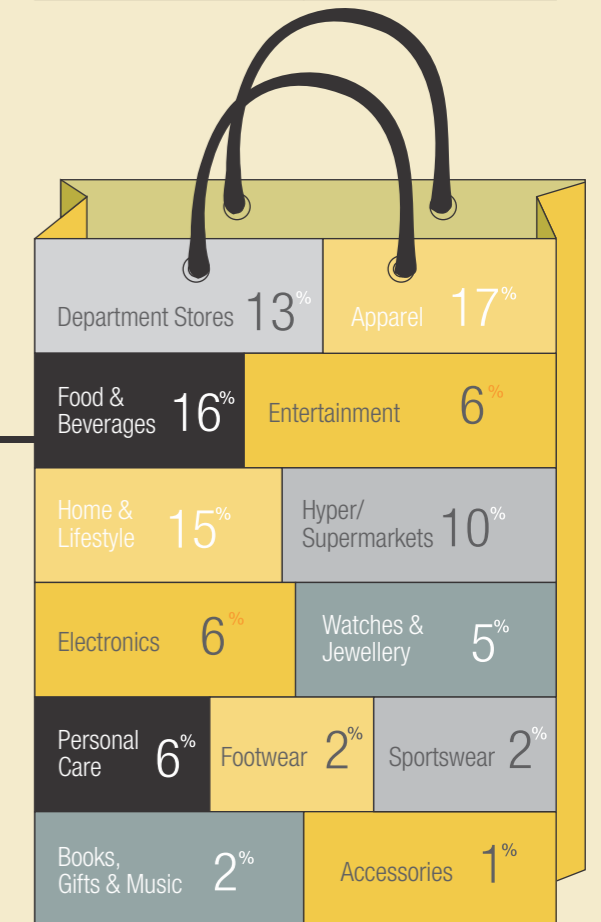 Department Stores 13%
Apparel 17%
Food &
Beverages 16%
Entertainment 6%
Home &
Lifestyle 15%
Hyper/
Supermarkets 10%
Electronics 6%
Watches &
Jewellery 5%
Personal
Care 6%
Footwear 2%
Sportswear 2%
Books,
Gifts & Music 2%
Accessories 1%